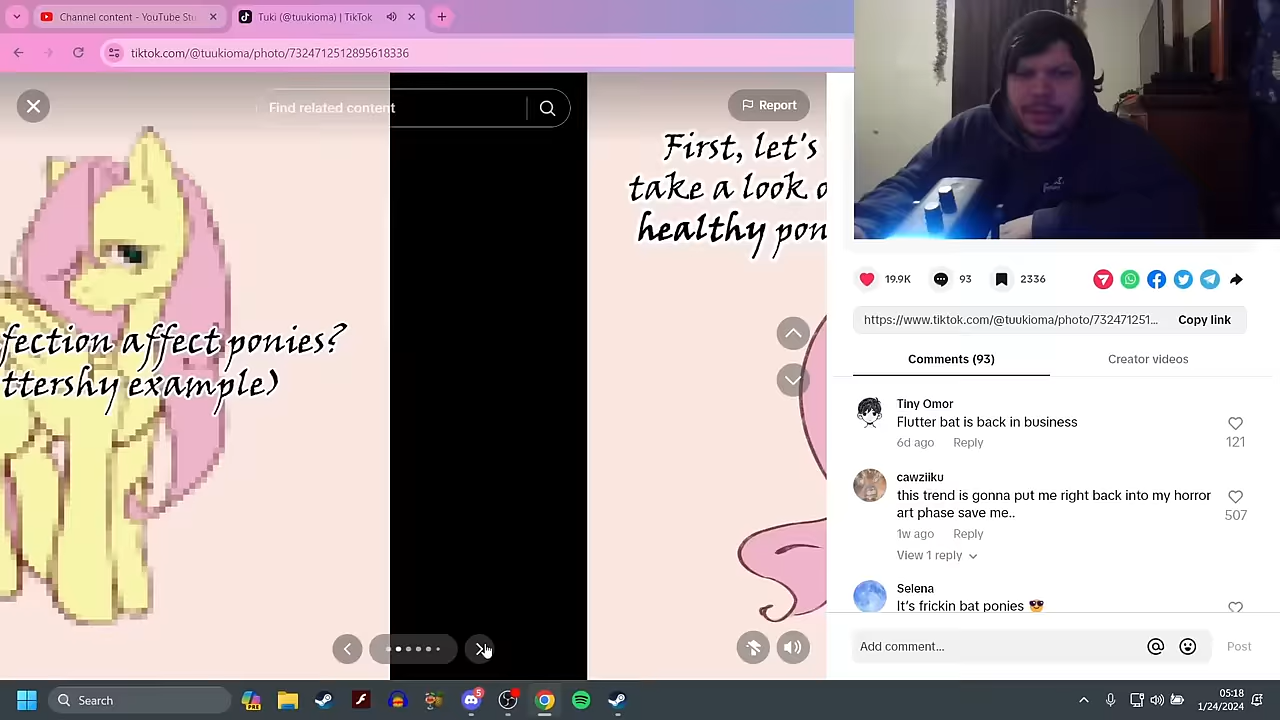 Channel content - YouTube Stu
Tuki (@tuukioma) | TikTok
tiktok.com/@tuukioma/photo/7324712512895618336
Find related content
Report
First, let's
take a look o
healthy pon
fection affect ponies?
ttershy example)
19.9K
93
2336
https://www.tiktok.com/@tuukioma/photo/732471251...
Copy link
Comments (93)
Creator videos
Tiny Omor
Flutter bat is back in business
6d ago
Reply
121
cawziiku
this trend is gonna put me right back into my horror
art phase save me..
1w ago
Reply
507
View 1 reply
Selena
It's frickin bat ponies 😎
Add comment...
Post
Search
PRE
5
05:18
1/24/2024